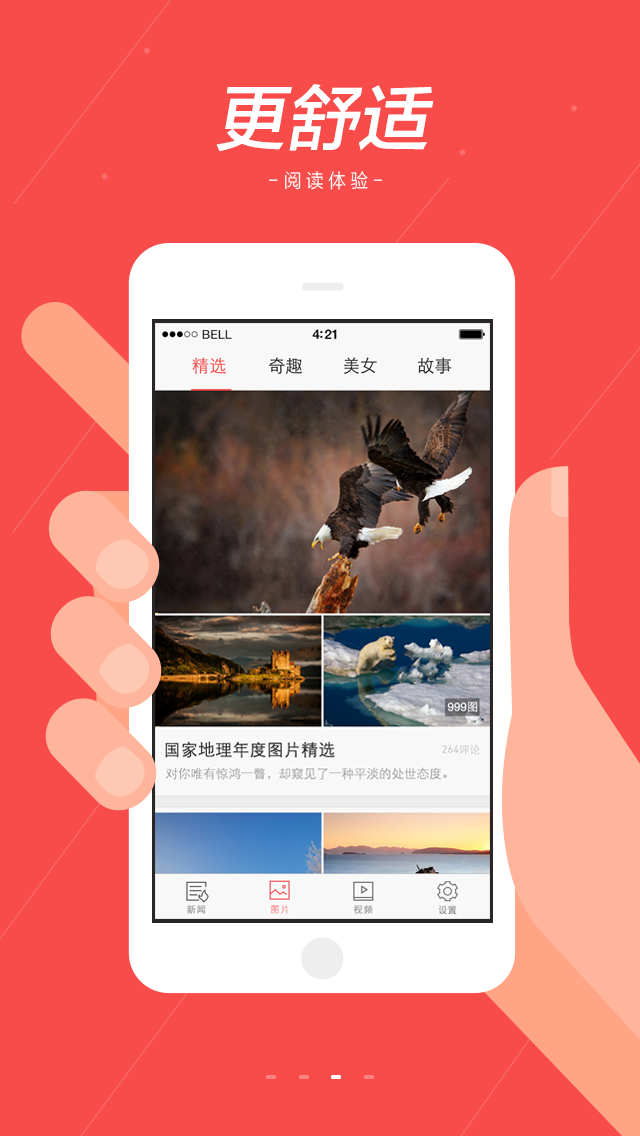 更舒适
-阅读体验-
BELL 4:21
精选 奇趣 美女 故事
999图
国家地理年度图片精选 264评论
对你唯有惊鸿一瞥，却窥见了一种平淡的处世态度。
新闻 图片 视频 设置